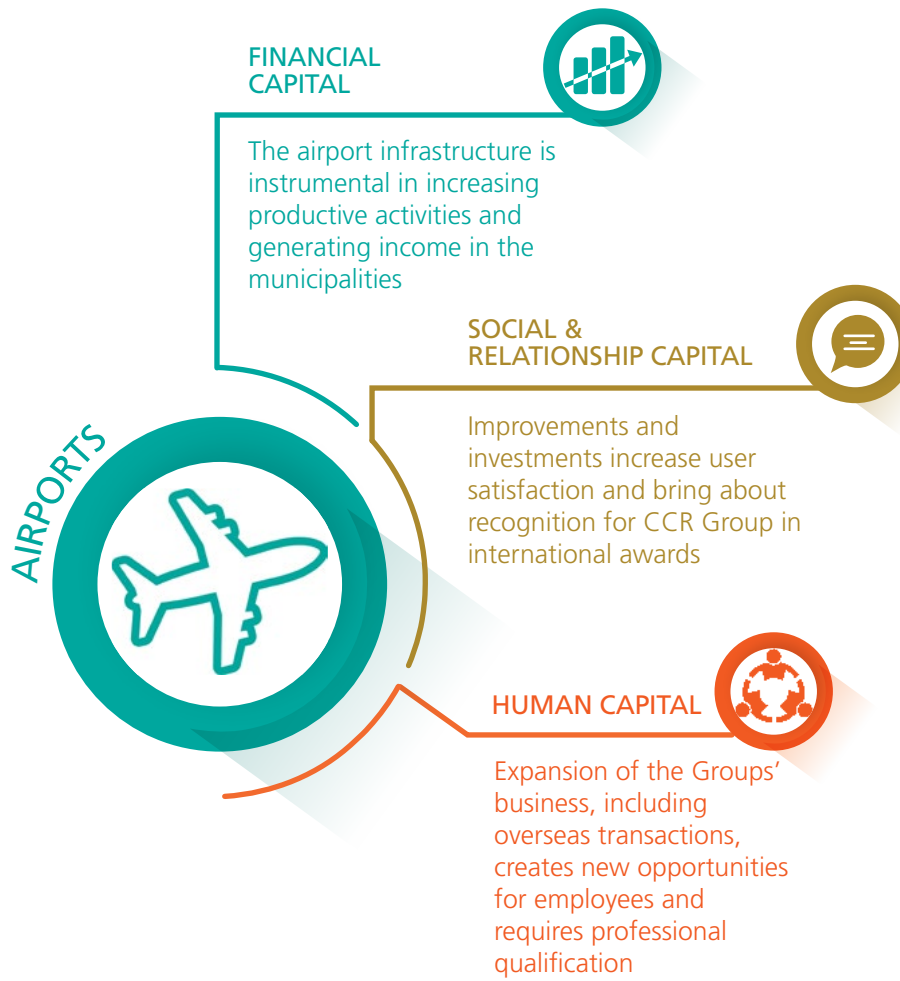 FINANCIAL
CAPITAL
The airport infrastructure is
instrumental in increasing
productive activities and
generating income in the
municipalities
SOCIAL &
RELATIONSHIP CAPITAL
Improvements and
investments increase user
satisfaction and bring about
recognition for CCR Group in
international awards
AIRPORTS
HUMAN CAPITAL
Expansion of the Groups’
business, including
overseas transactions,
creates new opportunities
for employees and
requires professional
qualification